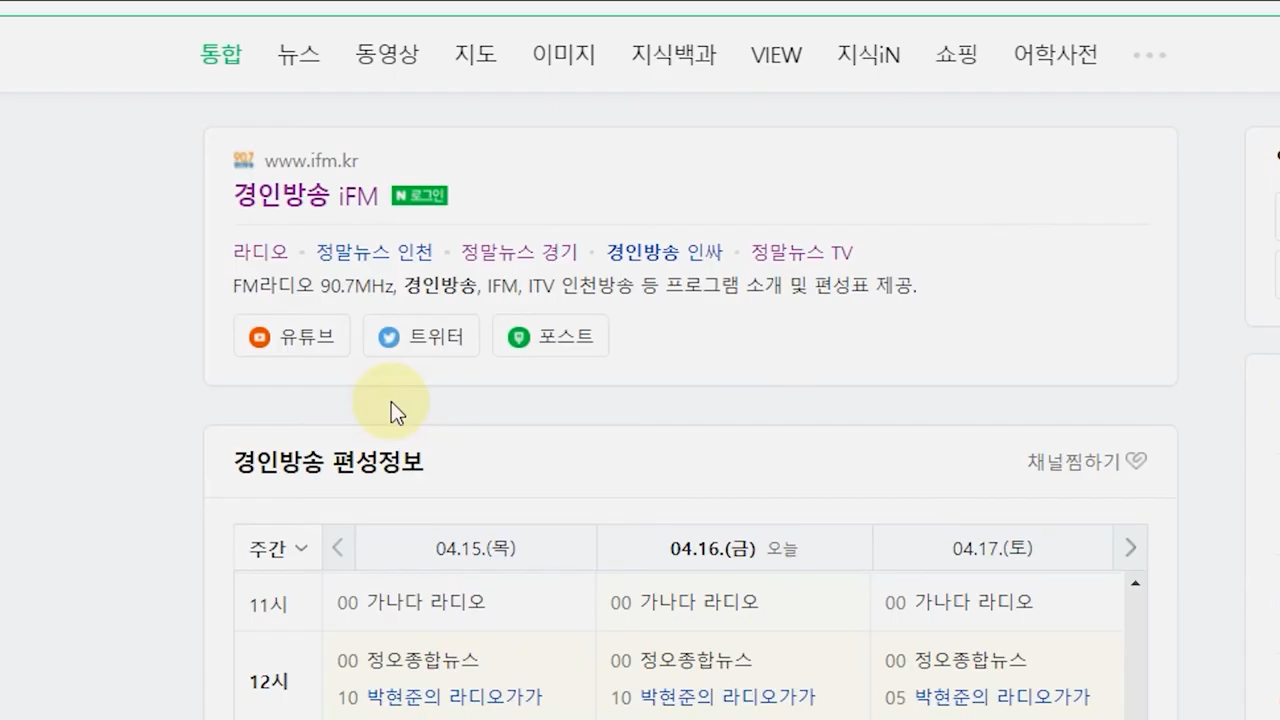 통합 뉴스 동영상 지도 이미지 지식백과 VIEW 지식iN 쇼핑 어학사전
www.ifm.kr
경인방송 iFM N 로그인
라디오 정말뉴스 인천 정말뉴스 경기 경인방송 인싸 정말뉴스 TV
FM라디오 90.7MHz, 경인방송, IFM, ITV 인천방송 등 프로그램 소개 및 편성표 제공.
유튜브 트위터 포스트
경인방송 편성정보 채널찜하기
주간 04.15.(목) 04.16.(금) 오늘 04.17.(토)
11시 00 가나다 라디오 00 가나다 라디오 00 가나다 라디오
00 정오종합뉴스 00 정오종합뉴스 00 정오종합뉴스
12시
10 박현준의 라디오가가 10 박현준의 라디오가가 05 박현준의 라디오가가